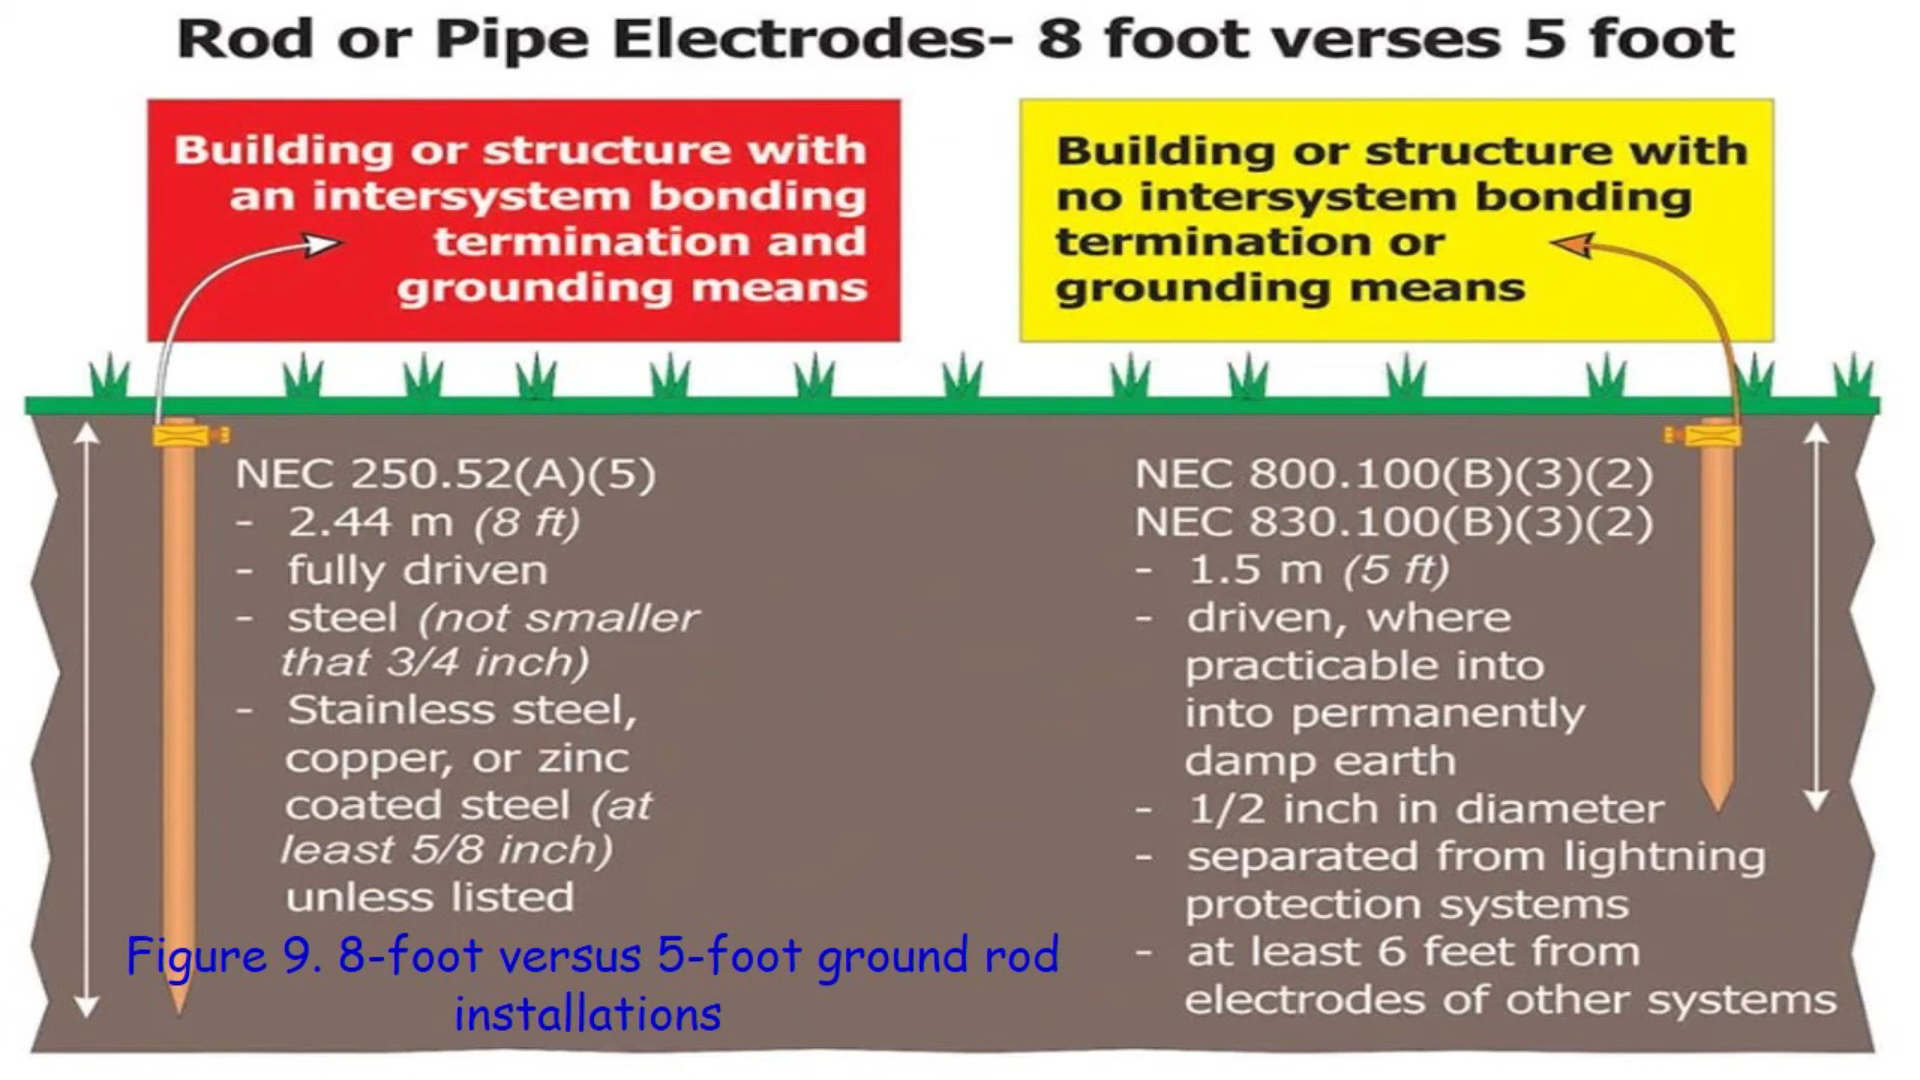 Rod or Pipe Electrodes- 8 foot verses 5 foot
Building or structure with
an intersystem bonding
termination and
grounding means
Building or structure with
no intersystem bonding
termination or
grounding means
NEC 250.52(A)(5)
- 2.44 m (8 ft)
- fully driven
- steel (not smaller
that 3/4 inch)
- Stainless steel,
copper, or zinc
coated steel (at
least 5/8 inch)
unless listed
NEC 800.100(B)(3)(2)
NEC 830.100(B)(3)(2)
- 1.5 m (5 ft)
- driven, where
practicable into
into permanently
damp earth
- 1/2 inch in diameter
- separated from lightning
protection systems
- at least 6 feet from
electrodes of other systems
Figure 9. 8-foot versus 5-foot ground rod
installations